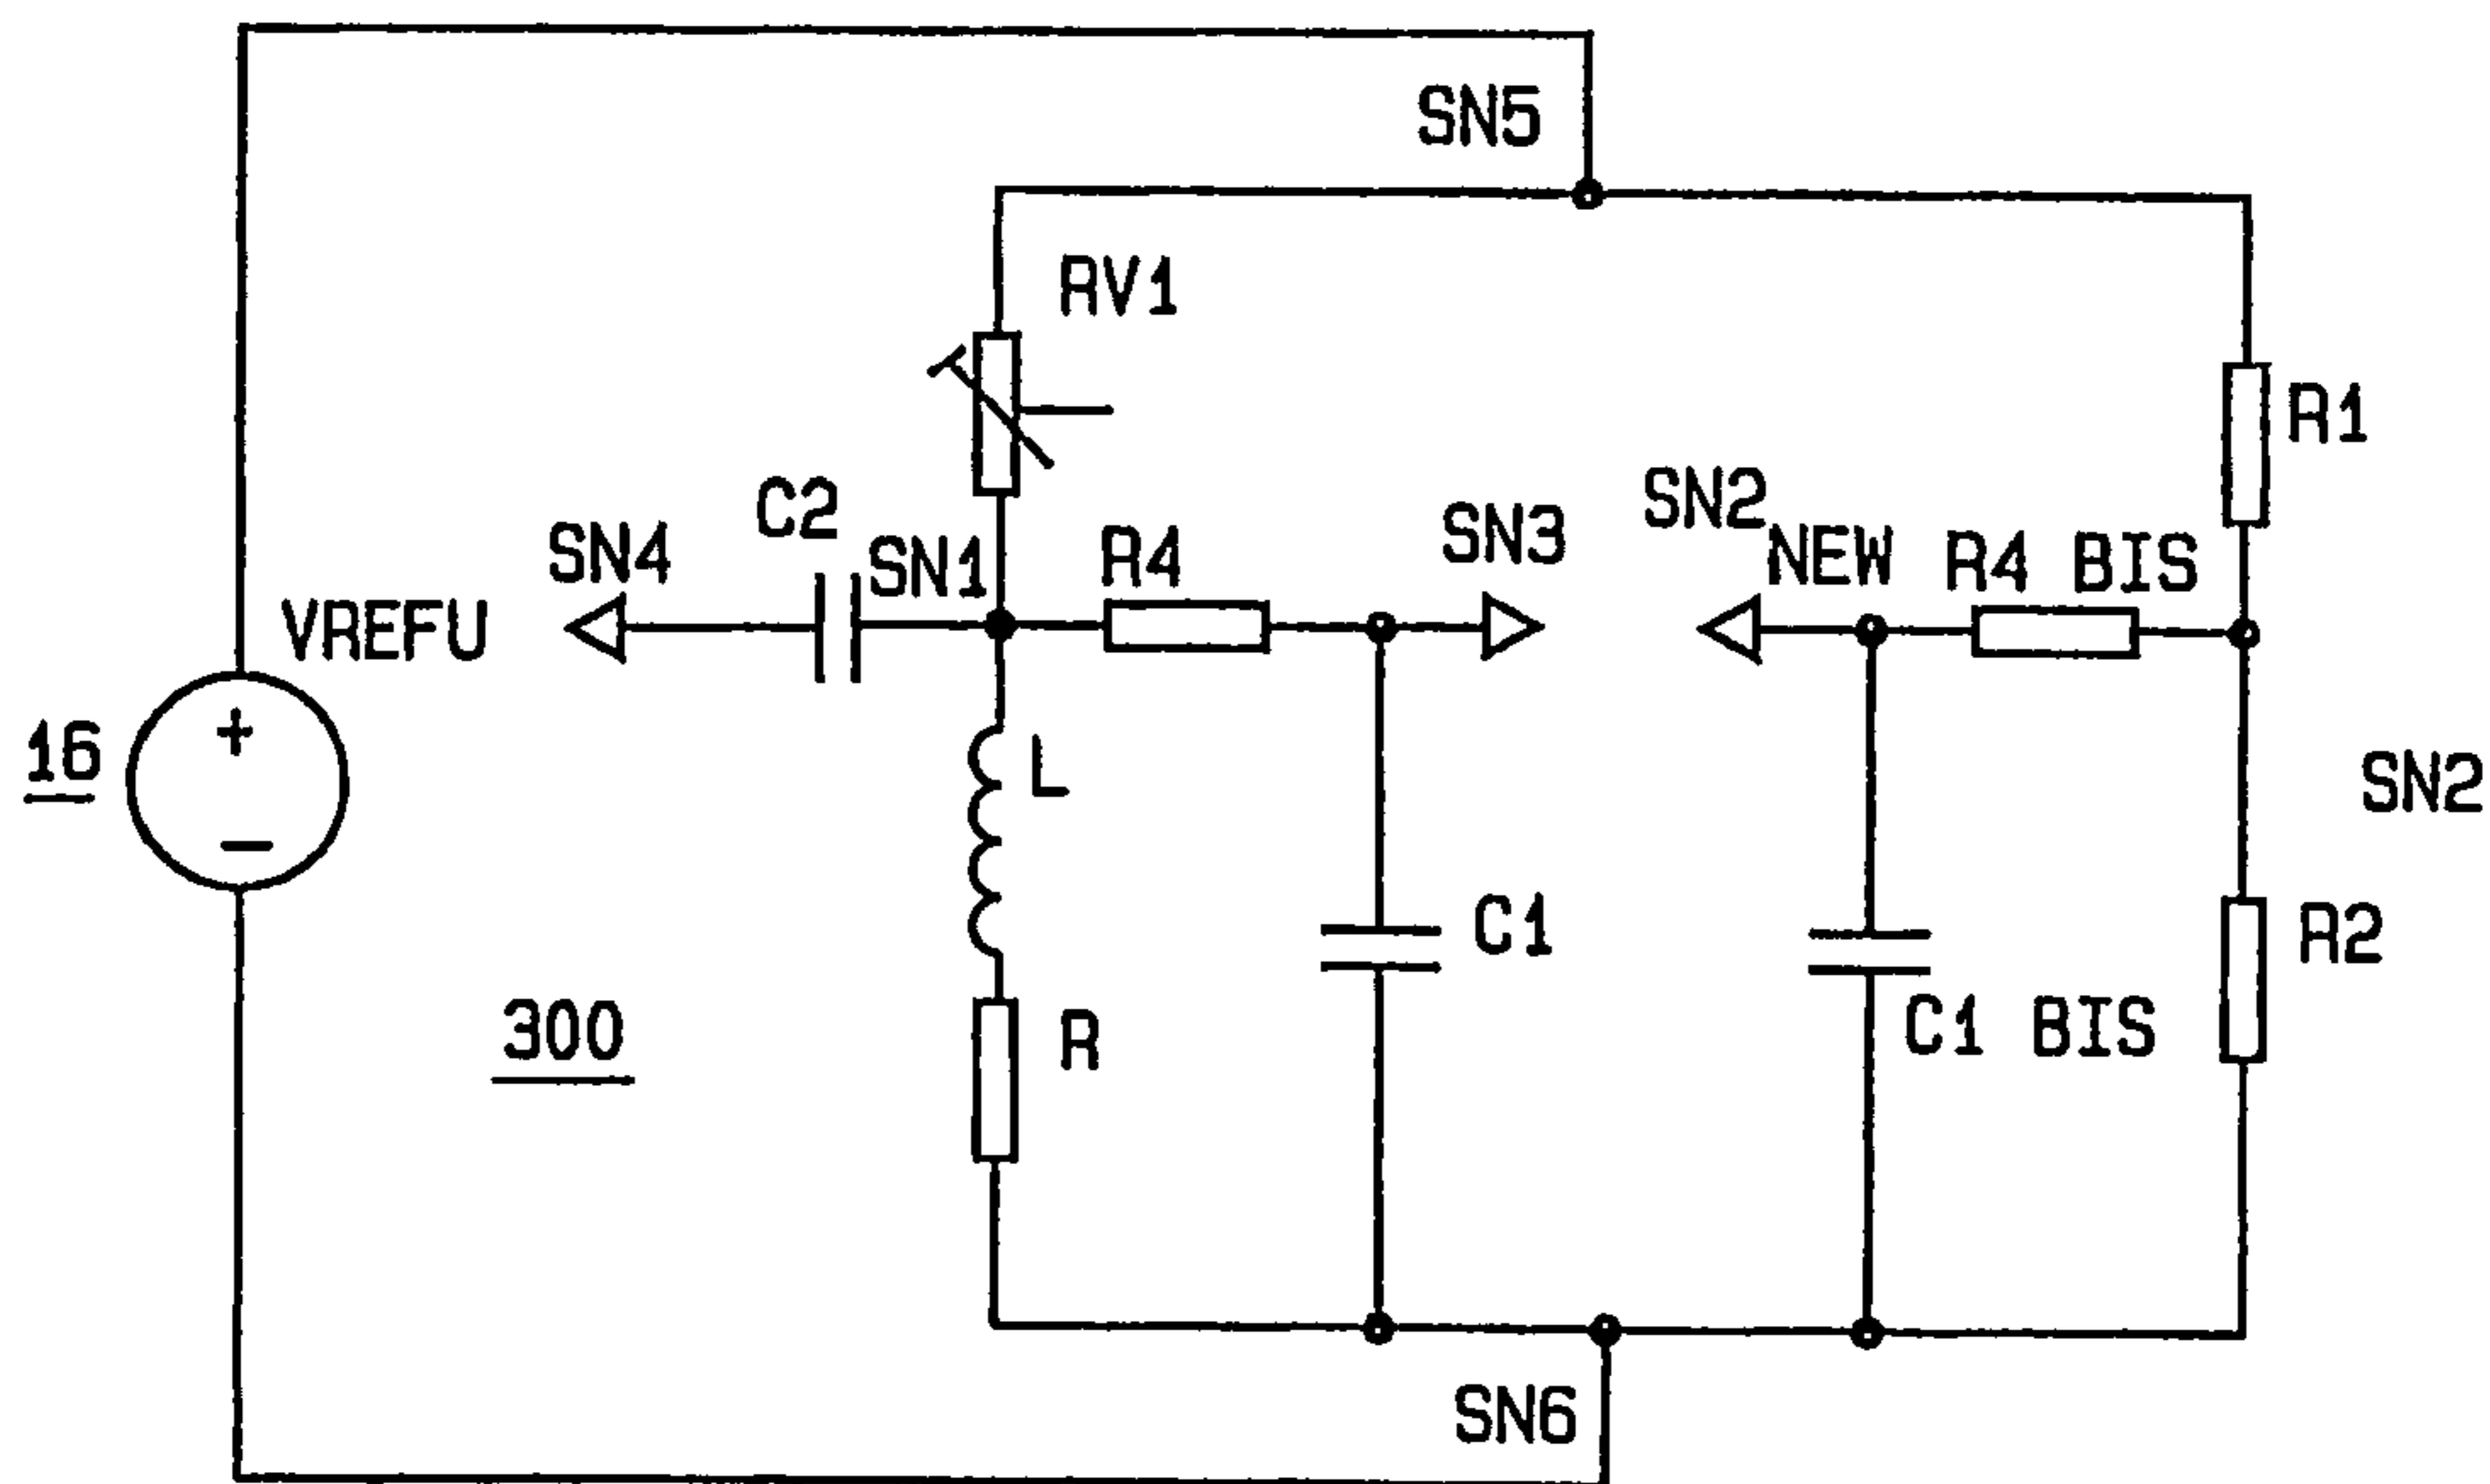 SN5
RV1
R1
C2
SN4
SN1
R4
SN3
SN2
NEW
R4 BIS
VREFU
+
16
L
SN2
−
C1
R2
300
R
C1 BIS
SN6